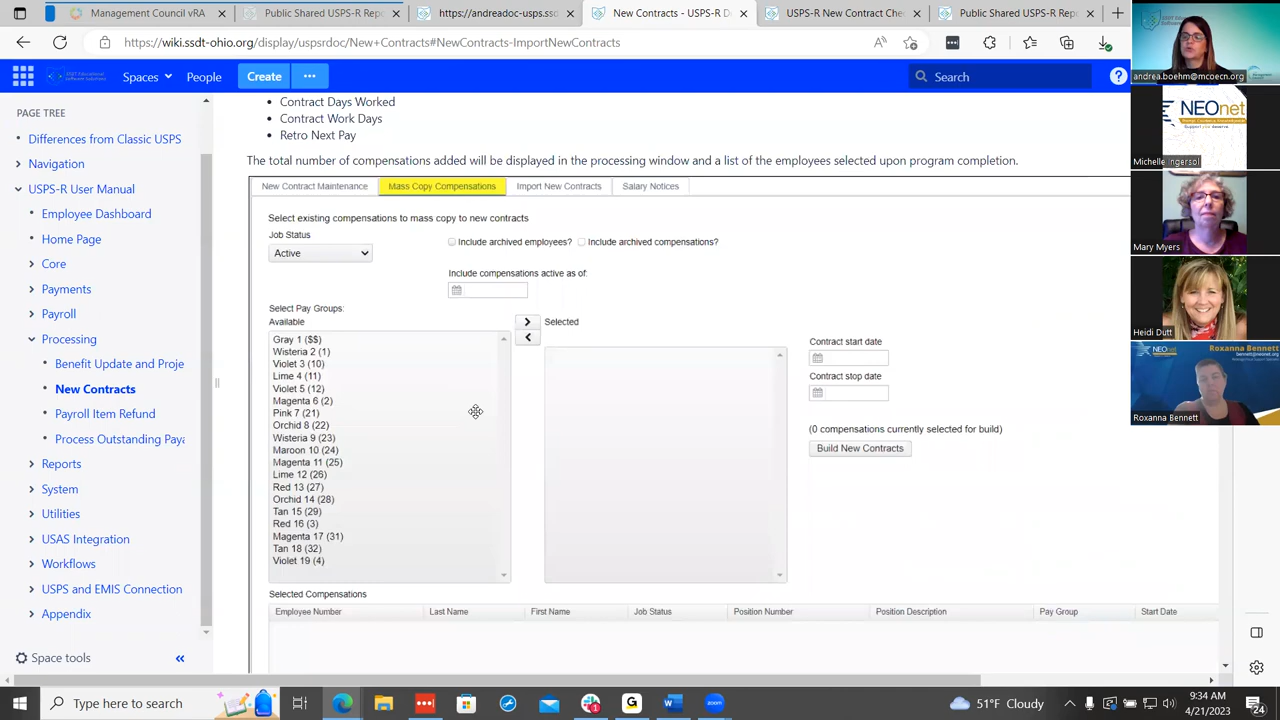 USPS-R Public Shared Repo
https://andreadoc-usps.ssd
New Contracts - USPS-R D
USPS-R New Contract Che
Public Shared USPS-R Rep
https://wiki.ssdt-ohio.org/display/uspsrdoc/New+Contracts#NewContracts-ImportNewContracts
Spaces
People
Create
Search
PAGE TREE
Differences from Classic USPS
Navigation
USPS-R User Manual
Employee Dashboard
Home Page
Core
Payments
Payroll
Processing
Benefit Update and Proje
New Contracts
Payroll Item Refund
Process Outstanding Paya
Reports
System
Utilities
USAS Integration
Workflows
USPS and EMIS Connection
Appendix
Space tools
Contract Days Worked
Contract Work Days
Retro Next Pay
The total number of compensations added will be displayed in the processing window and a list of the employees selected upon program completion.
New Contract Maintenance
Mass Copy Compensations
Import New Contracts
Salary Notices
Select existing compensations to mass copy to new contracts
Job Status
Active
Include archived employees?
Include archived compensations?
Include compensations active as of:
Select Pay Groups:
Available
Selected
Gray 1 ($$)
Wisteria 2 (1)
Violet 3 (10)
Lime 4 (11)
Violet 5 (12)
Magenta 6 (2)
Pink 7 (21)
Orchid 8 (22)
Wisteria 9 (23)
Maroon 10 (24)
Magenta 11 (25)
Lime 12 (26)
Red 13 (27)
Orchid 14 (28)
Tan 15 (29)
Red 16 (3)
Magenta 17 (31)
Tan 18 (32)
Violet 19 (4)
Contract start date
Contract stop date
(0 compensations currently selected for build)
Build New Contracts
Selected Compensations
Employee Number
Last Name
First Name
Job Status
Position Number
Position Description
Pay Group
Start Date
andrea.boehm@mcoecn.org
NEOnet
Michelle Ingersol
Mary Myers
Heidi Dutt
NEOnet
Roxanna Bennett
bennett@neonet.org
Roxanna Bennett
Type here to search
51°F Cloudy
9:34 AM
4/21/2023
24